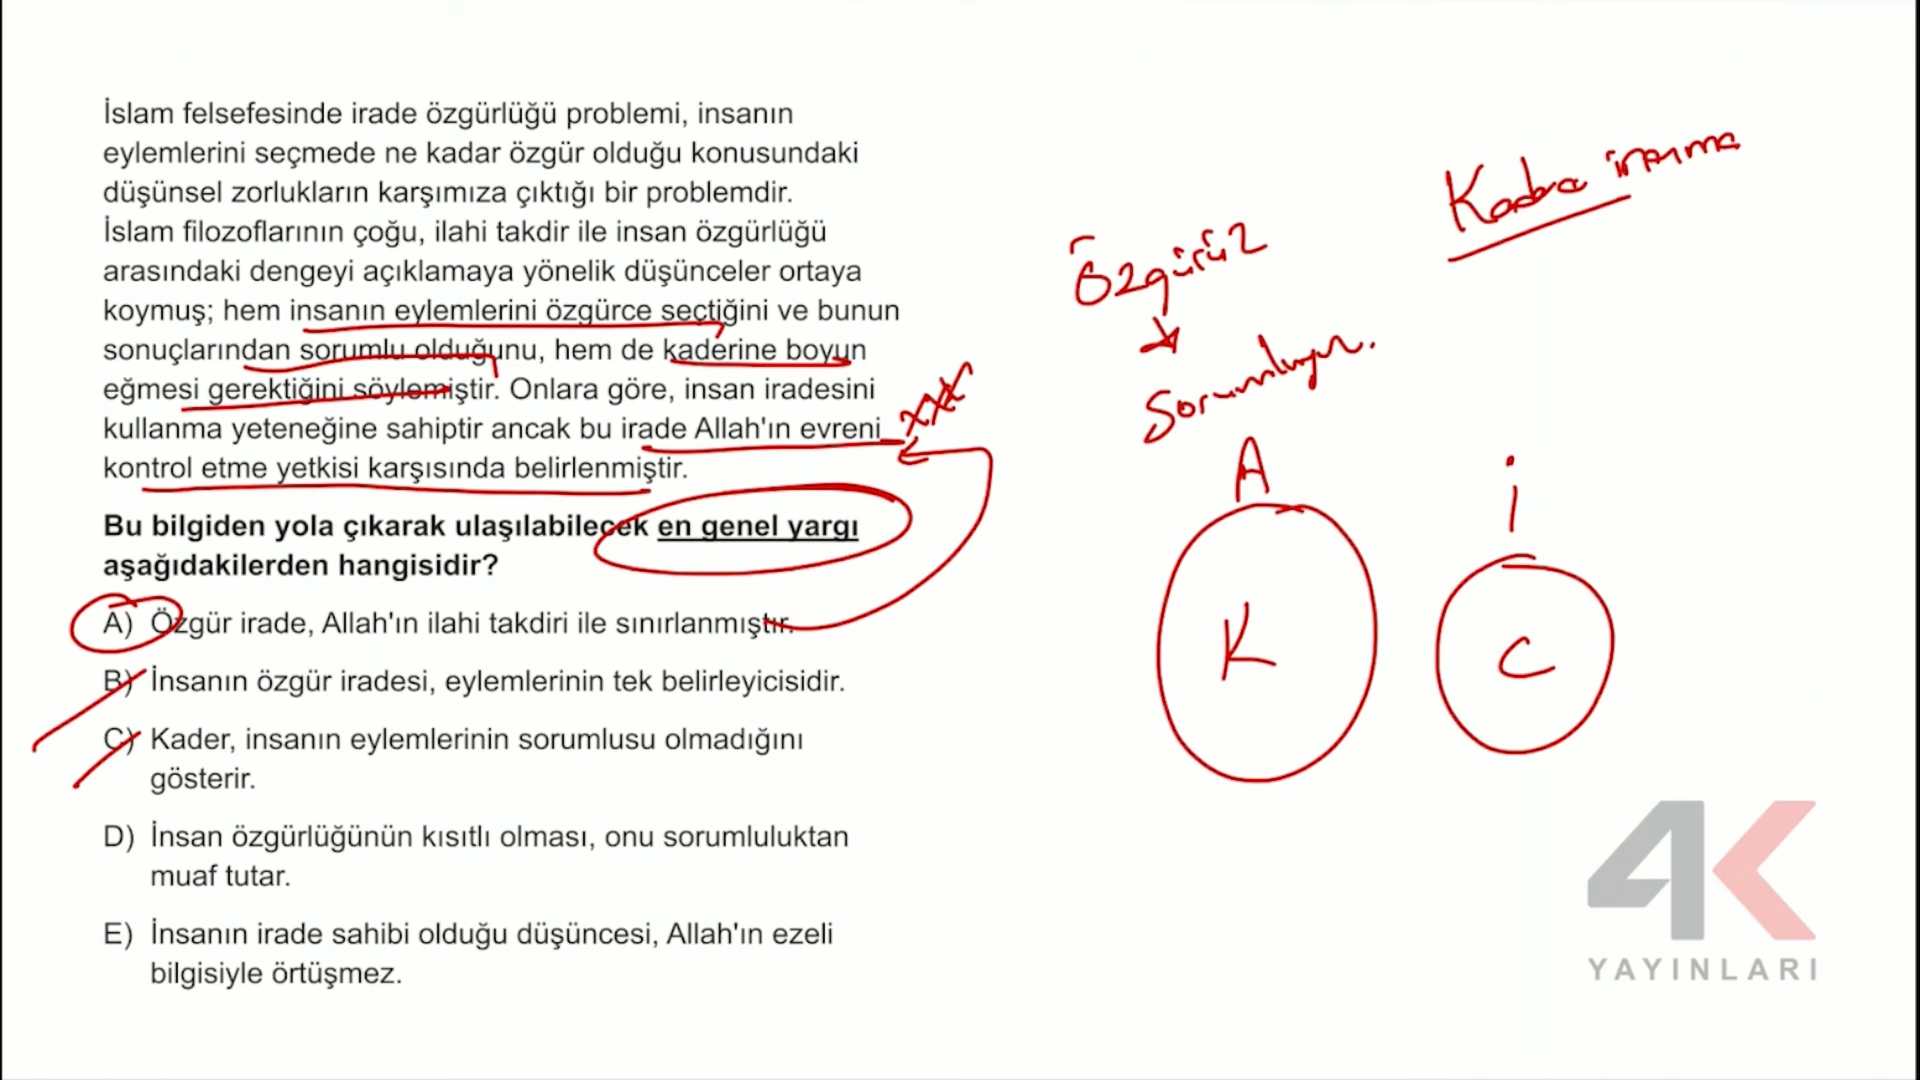 İslam felsefesinde irade özgürlüğü problemi, insanın
eylemlerini seçmede ne kadar özgür olduğu konusundaki
düşünsel zorlukların karşımıza çıktığı bir problemdir.
İslam filozoflarının çoğu, ilahi takdir ile insan özgürlüğü
arasındaki dengeyi açıklamaya yönelik düşünceler ortaya
koymuş; hem insanın eylemlerini özgürce seçtiğini ve bunun
sonuçlarından sorumlu olduğunu, hem de kaderine boyun
eğmesi gerektiğini söylemiştir. Onlara göre, insan iradesini
kullanma yeteneğine sahiptir ancak bu irade Allah'ın evreni
kontrol etme yetkisi karşısında belirlenmiştir.
Bu bilgiden yola çıkarak ulaşılabilecek en genel yargı
aşağıdakilerden hangisidir?
A) Özgür irade, Allah'ın ilahi takdiri ile sınırlanmıştır.
B) İnsanın özgür iradesi, eylemlerinin tek belirleyicisidir.
C) Kader, insanın eylemlerinin sorumlusu olmadığını
gösterir.
D) İnsan özgürlüğünün kısıtlı olması, onu sorumluluktan
muaf tutar.
E) İnsanın irade sahibi olduğu düşüncesi, Allah'ın ezeli
bilgisiyle örtüşmez.
Özgürüz
A
K
i
C
4K
YAYINLARI